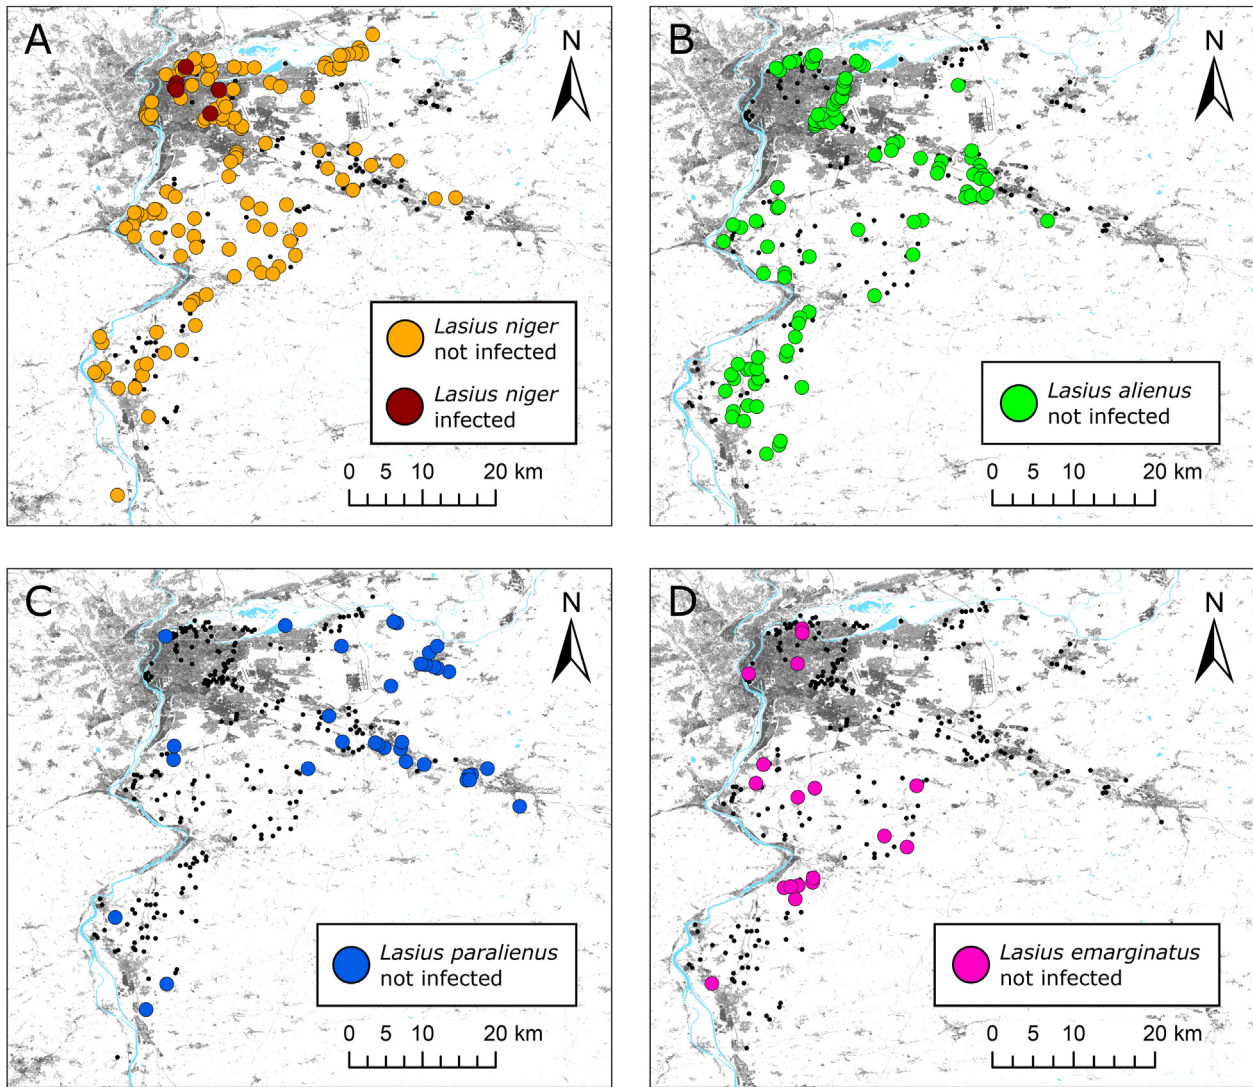 A
N
Lasius niger
not infected
Lasius niger
infected
0 5 10 20 km
B
N
Lasius alienus
not infected
0 5 10 20 km
C
N
Lasius paralienus
not infected
0 5 10 20 km
D
N
Lasius emarginatus
not infected
0 5 10 20 km